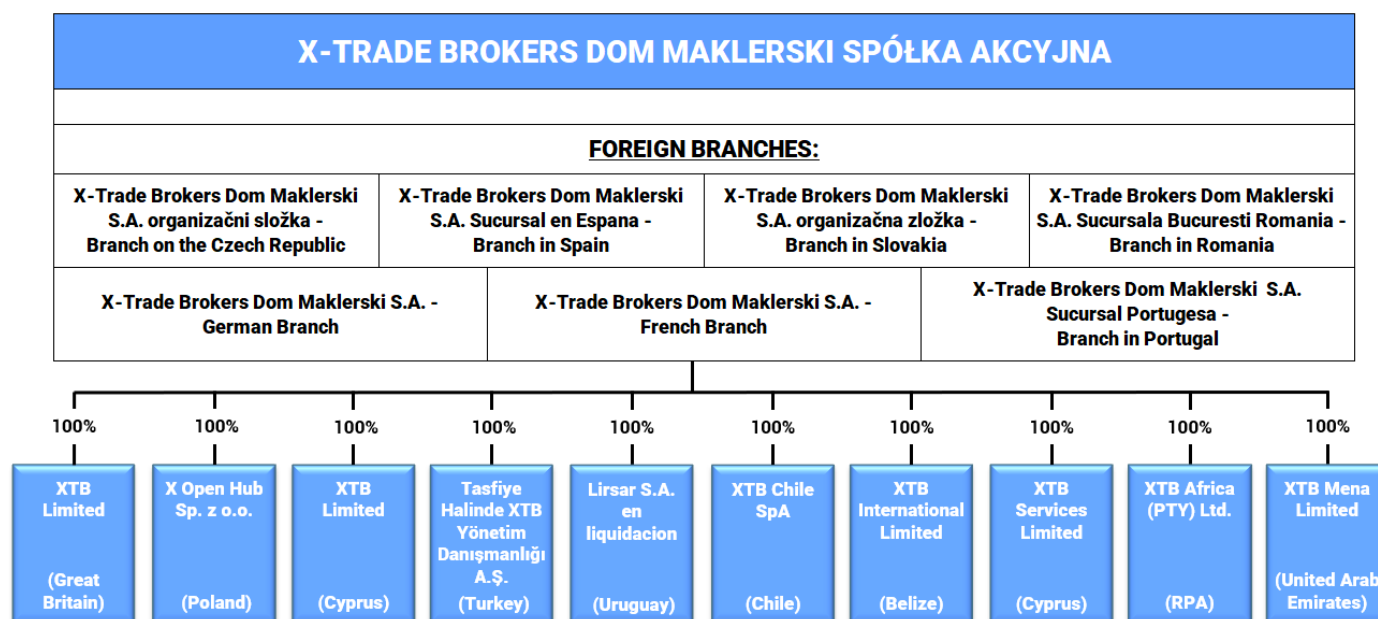 X-TRADE BROKERS DOM MAKLERSKI SPÓŁKA AKCYJNA
FOREIGN BRANCHES:
X-Trade Brokers Dom Maklerski
S.A. organizačni složka -
Branch on the Czech Republic
X-Trade Brokers Dom Maklerski
S.A. Sucursal en Espana -
Branch in Spain
X-Trade Brokers Dom Maklerski
S.A. organizačna zložka -
Branch in Slovakia
X-Trade Brokers Dom Maklerski
S.A. Sucursala Bucuresti Romania -
Branch in Romania
X-Trade Brokers Dom Maklerski S.A. -
German Branch
X-Trade Brokers Dom Maklerski S.A. -
French Branch
X-Trade Brokers Dom Maklerski S.A.
Sucursal Portugesa -
Branch in Portugal
100%
100%
100%
100%
100%
100%
100%
100%
100%
100%
XTB
Limited
(Great
Britain)
X Open Hub
Sp. z o.o.
(Poland)
XTB
Limited
(Cyprus)
Tasfiye
Halinde XTB
Yönetim
Danışmanlığı
A.Ş.
(Turkey)
Lirsar S.A.
en
liquidacion
(Uruguay)
XTB Chile
SpA
(Chile)
XTB
International
Limited
(Belize)
XTB
Services
Limited
(Cyprus)
XTB Africa
(PTY) Ltd.
(RPA)
XTB Mena
Limited
(United Arab
Emirates)